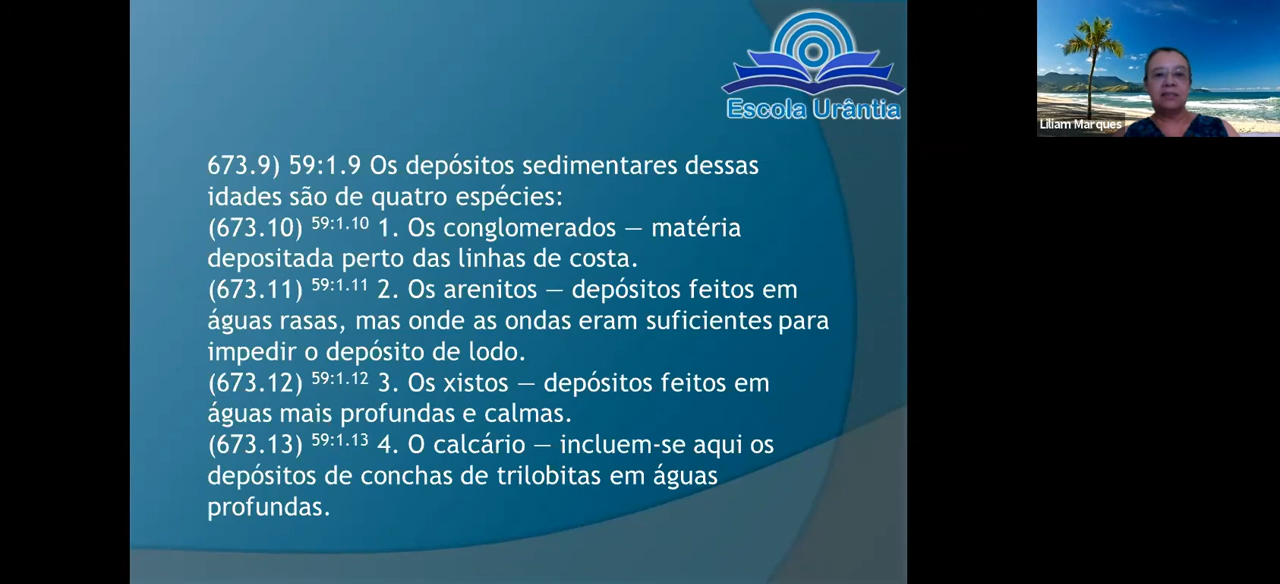 Escola Urântia
Liliam Marques
673.9) 59:1.9 Os depósitos sedimentares dessas
idades são de quatro espécies:
(673.10) 59:1.10 1. Os conglomerados — matéria
depositada perto das linhas de costa.
(673.11) 59:1.11 2. Os arenitos — depósitos feitos em
águas rasas, mas onde as ondas eram suficientes para
impedir o depósito de lodo.
(673.12) 59:1.12 3. Os xistos — depósitos feitos em
águas mais profundas e calmas.
(673.13) 59:1.13 4. O calcário — incluem-se aqui os
depósitos de conchas de trilobitas em águas
profundas.